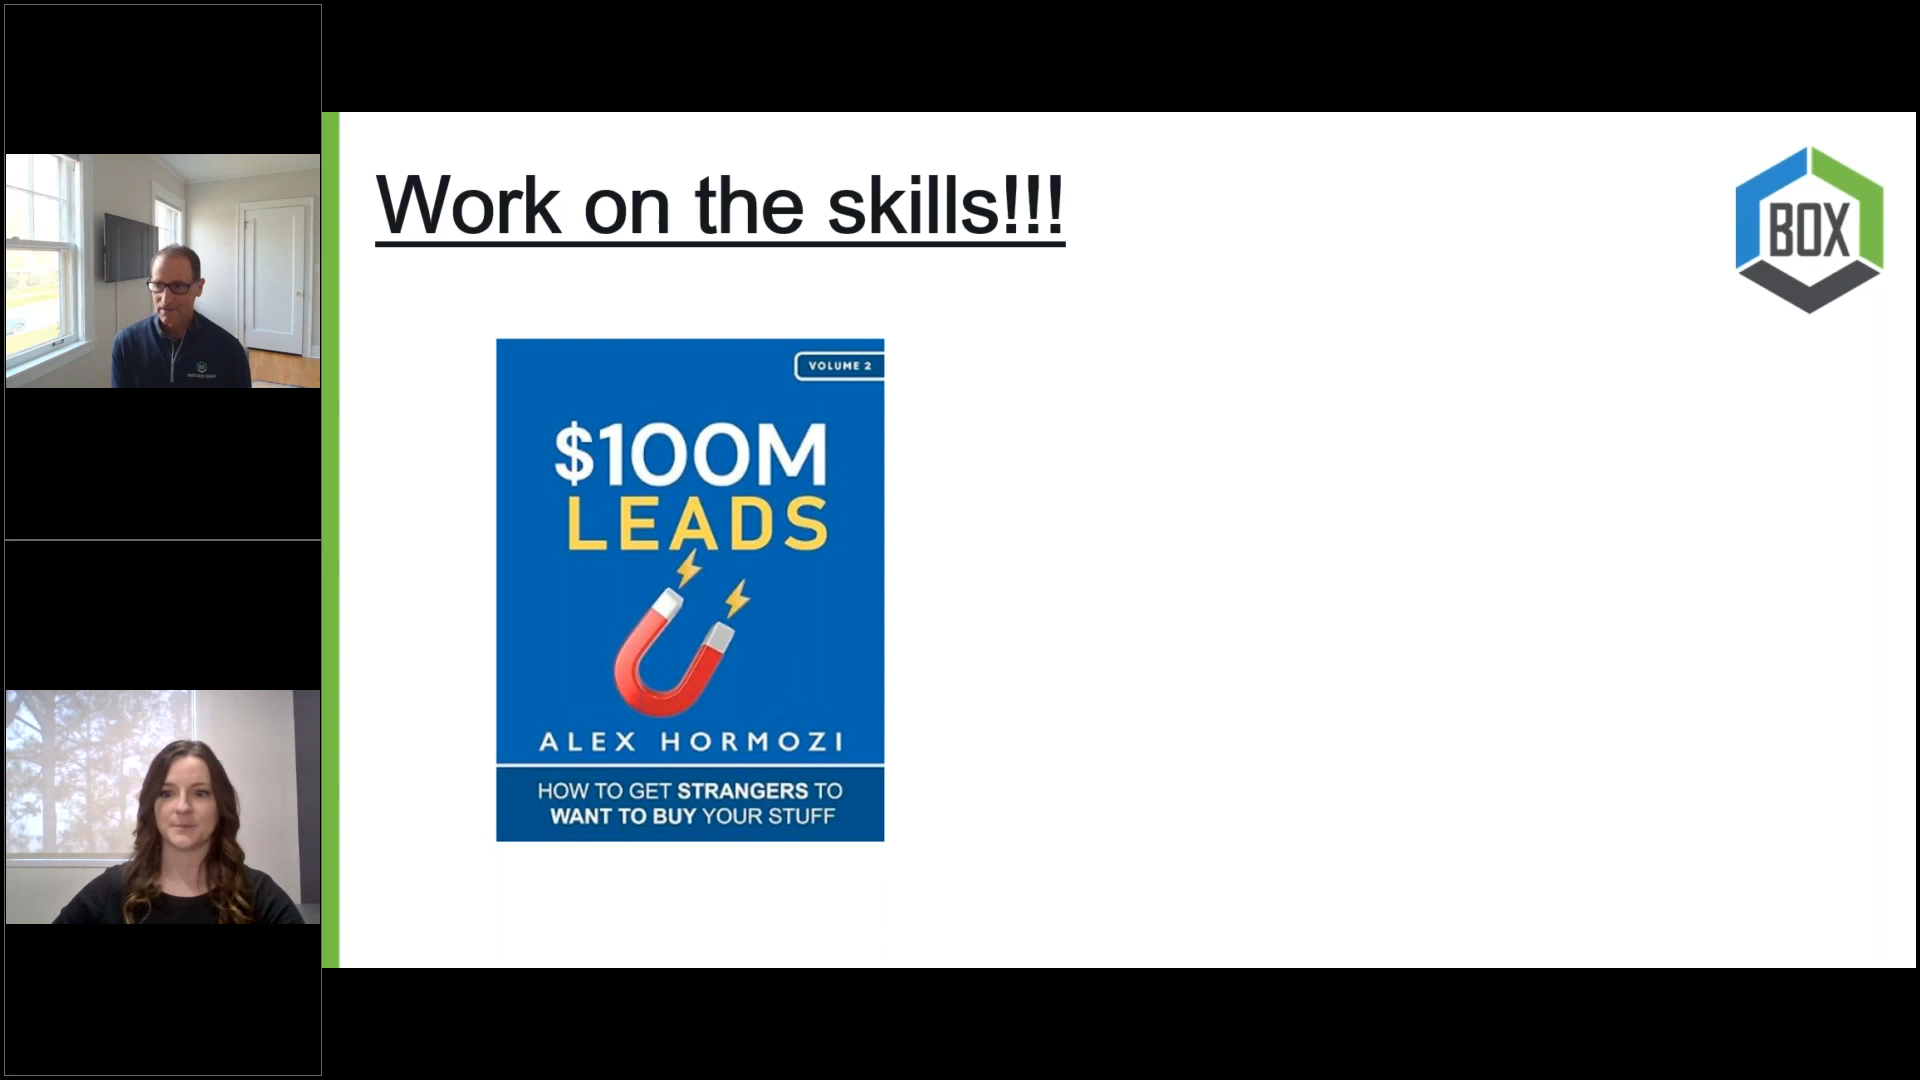 Work on the skills!!!
BOX
VOLUME 2
$100M
LEADS
ALEX HORMOZI
HOW TO GET STRANGERS TO
WANT TO BUY YOUR STUFF